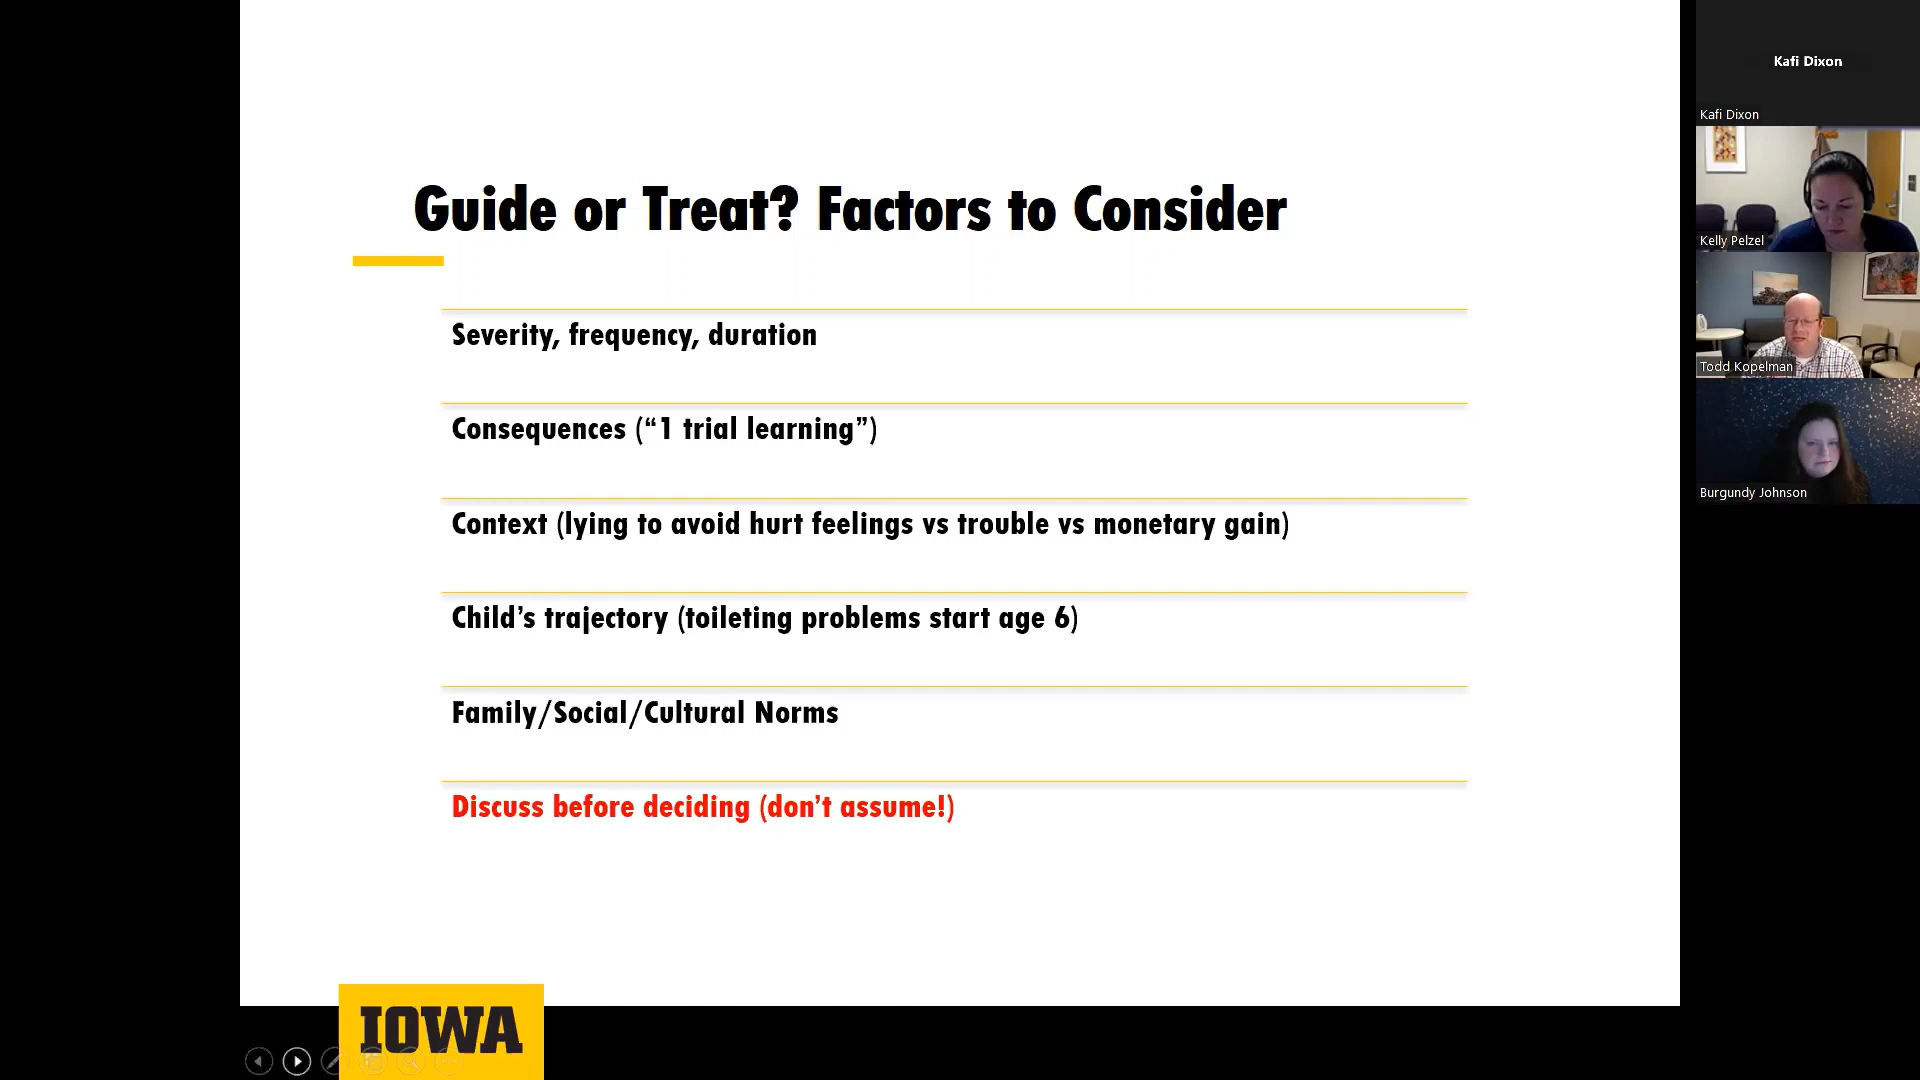 Guide or Treat? Factors to Consider
Severity, frequency, duration
Consequences (“1 trial learning”)
Context (lying to avoid hurt feelings vs trouble vs monetary gain)
Child’s trajectory (toileting problems start age 6)
Family/Social/Cultural Norms
Discuss before deciding (don’t assume!)
IOWA
Kafi Dixon
Kafi Dixon
Kelly Pelzel
Todd Kopelman
Burgundy Johnson